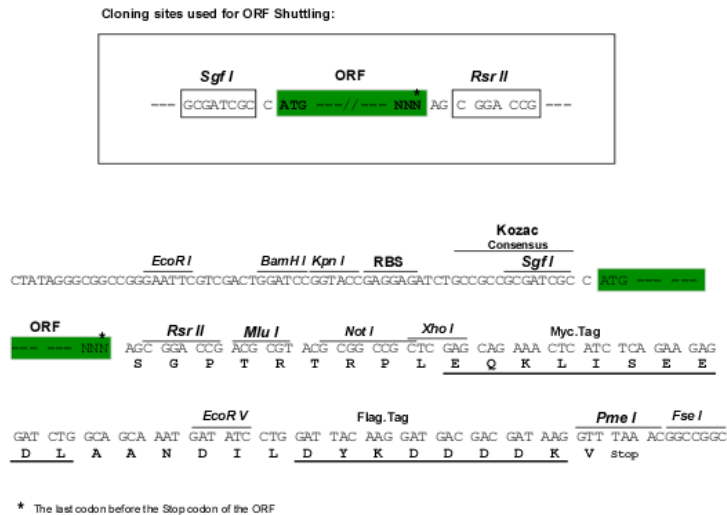 Cloning sites used for ORF Shuttling:
Sgf I ORF Rsr II
*
--- GCGATCGC C ATG ---//--- NNN AG C GGA CCG ---
Kozac
Consensus
EcoR I BamH I Kpn I RBS Sgf I
CTATAGGGCGGCCGGGAATTCGTCGACTGGATCCGGTACCGAGGAGATCTGCCGCCGCGATCGC C ATG --- ---
ORF * Rsr II Mlu I Not I Xho I Myc.Tag
--- --- NNN AGC GGA CCG ACG CGT ACG CGG CCG CTC GAG CAG AAA CTC ATC TCA GAA GAG
S G P T R T R P L E Q K L I S E E
EcoR V Flag.Tag Pme I Fse I
GAT CTG GCA GCA AAT GAT ATC CTG GAT TAC AAG GAT GAC GAC GAT AAG GTT TAA ACGGCCGGC
D L A A N D I L D Y K D D D D K V Stop
* The last codon before the Stop codon of the ORF